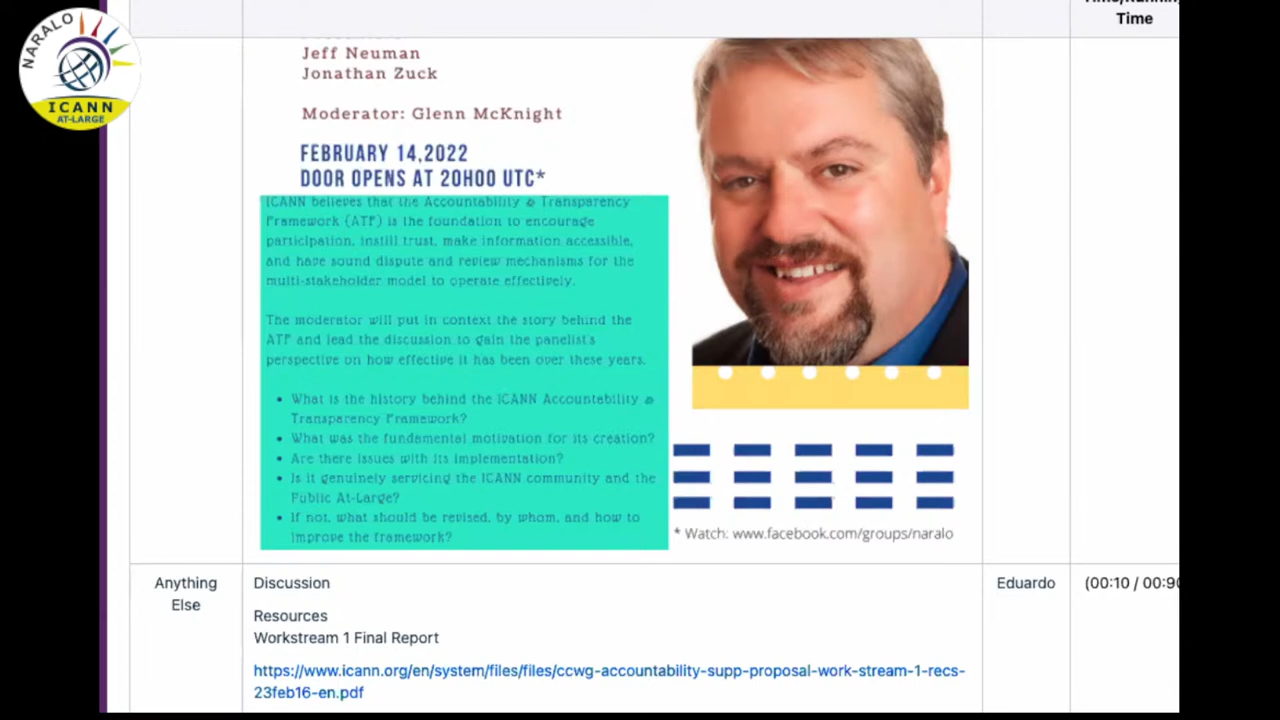 NARALO
ICANN
AT-LARGE
Time
Jeff Neuman
Jonathan Zuck
Moderator: Glenn McKnight
FEBRUARY 14,2022
DOOR OPENS AT 20H00 UTC*
ICANN believes that the Accountability & Transparency
Framework (ATF) is the foundation to encourage
participation, instill trust, make information accessible,
and have sound dispute and review mechanisms for the
multi-stakeholder model to operate effectively.
The moderator will put in context the story behind the
ATF and lead the discussion to gain the panelist's
perspective on how effective it has been over these years.
• What is the history behind the ICANN Accountability &
Transparency Framework?
• What was the fundamental motivation for its creation?
• Are there issues with its implementation?
• Is it genuinely servicing the ICANN community and the
Public At-Large?
• If not, what should be revised, by whom, and how to
improve the framework?
* Watch: www.facebook.com/groups/naralo
Anything
Else
Discussion
Eduardo
(00:10 / 00:90
Resources
Workstream 1 Final Report
https://www.icann.org/en/system/files/files/ccwg-accountability-supp-proposal-work-stream-1-recs-
23feb16-en.pdf